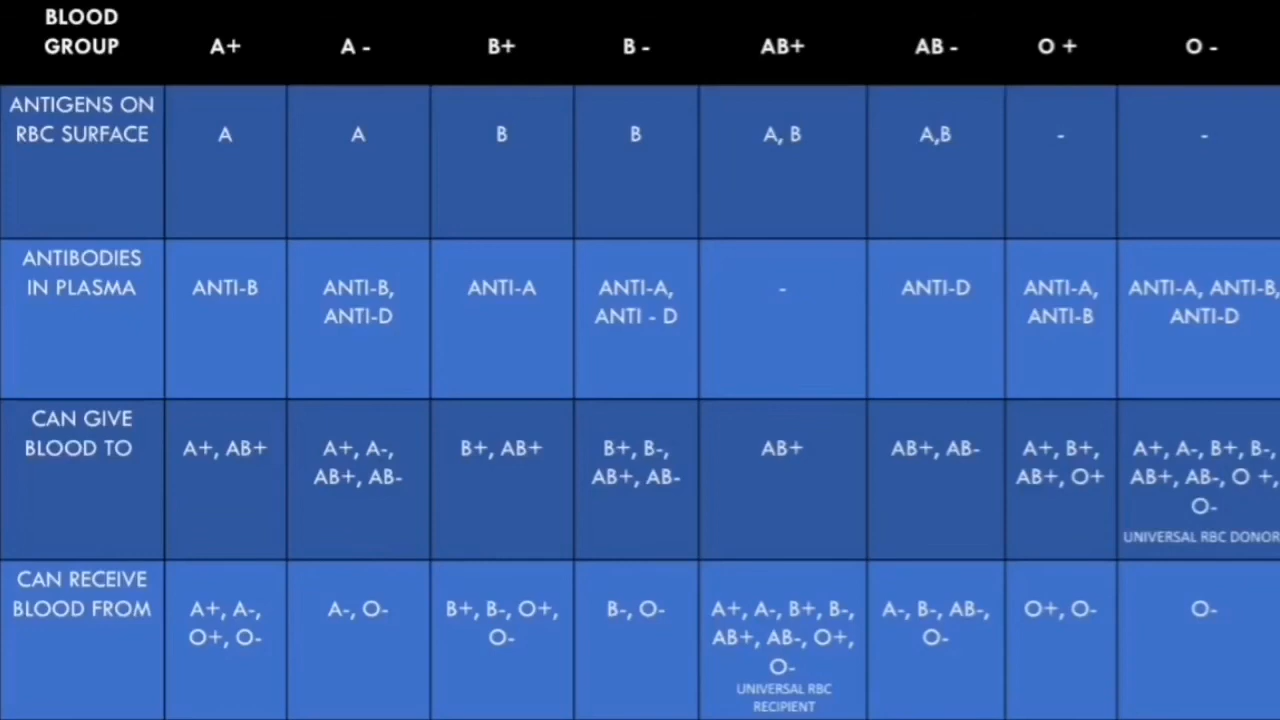 BLOOD
GROUP
A+
A -
B+
B -
AB+
AB -
O +
O -
ANTIGENS ON
RBC SURFACE
A
A
B
B
A, B
A,B
-
-
ANTIBODIES
IN PLASMA
ANTI-B
ANTI-B,
ANTI-D
ANTI-A
ANTI-A,
ANTI - D
-
ANTI-D
ANTI-A,
ANTI-B
ANTI-A, ANTI-B,
ANTI-D
CAN GIVE
BLOOD TO
A+, AB+
A+, A-,
AB+, AB-
B+, AB+
B+, B-,
AB+, AB-
AB+
AB+, AB-
A+, B+,
AB+, O+
A+, A-, B+, B-,
AB+, AB-, O +,
O-
UNIVERSAL RBC DONOR
CAN RECEIVE
BLOOD FROM
A+, A-,
O+, O-
A-, O-
B+, B-, O+,
O-
B-, O-
A+, A-, B+, B-,
AB+, AB-, O+,
O-
UNIVERSAL RBC
RECIPIENT
A-, B-, AB-,
O-
O+, O-
O-